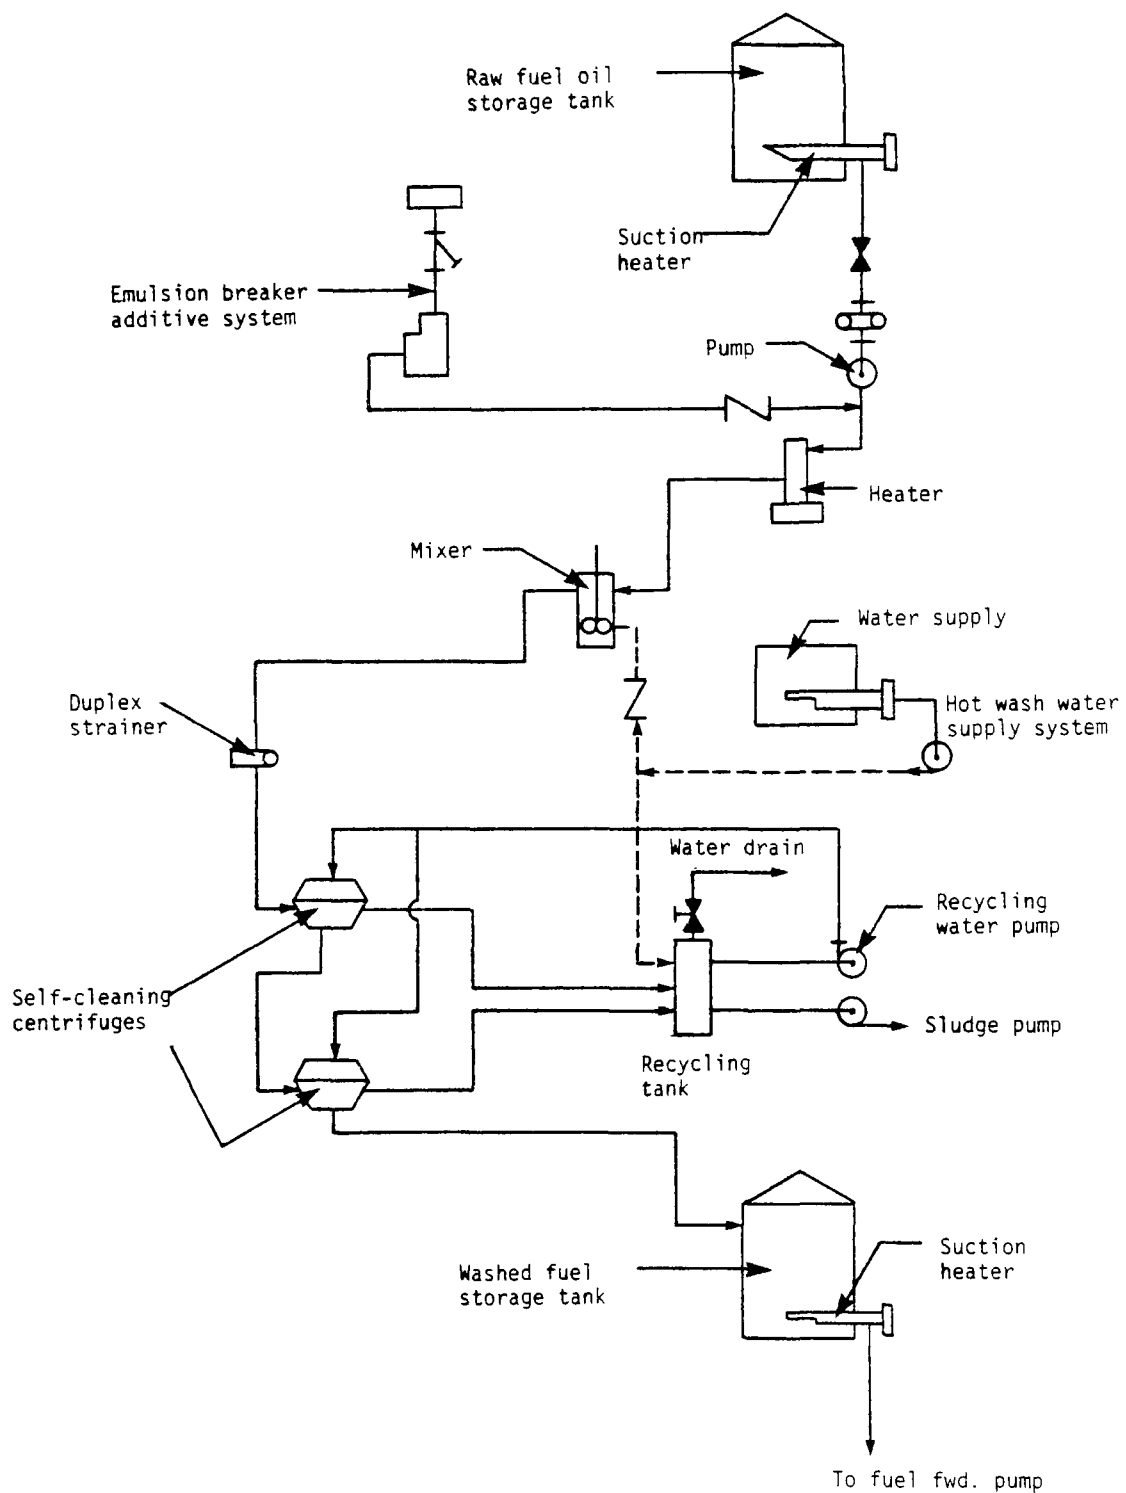 Raw fuel oil
storage tank
Suction
heater
Emulsion breaker
additive system
Pump
Heater
Mixer
Water supply
Duplex
strainer
Hot wash water
supply system
Water drain
Recycling
water pump
Self-cleaning
centrifuges
Sludge pump
Recycling
tank
Suction
heater
Washed fuel
storage tank
To fuel fwd. pump